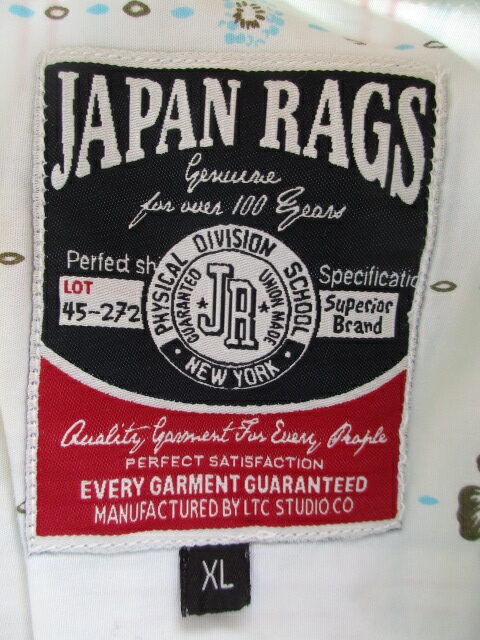 JAPAN RAGS
Genuine
for over 100 Years
Perfect sh
LOT
45-272
PHYSICAL DIVISION SCHOOL
GUARANTEED
JR
UNION MADE
• NEW YORK •
Specificatio
Superior
Brand
Quality Garment For Every People
PERFECT SATISFACTION
EVERY GARMENT GUARANTEED
MANUFACTURED BY LTC STUDIO CO
XL